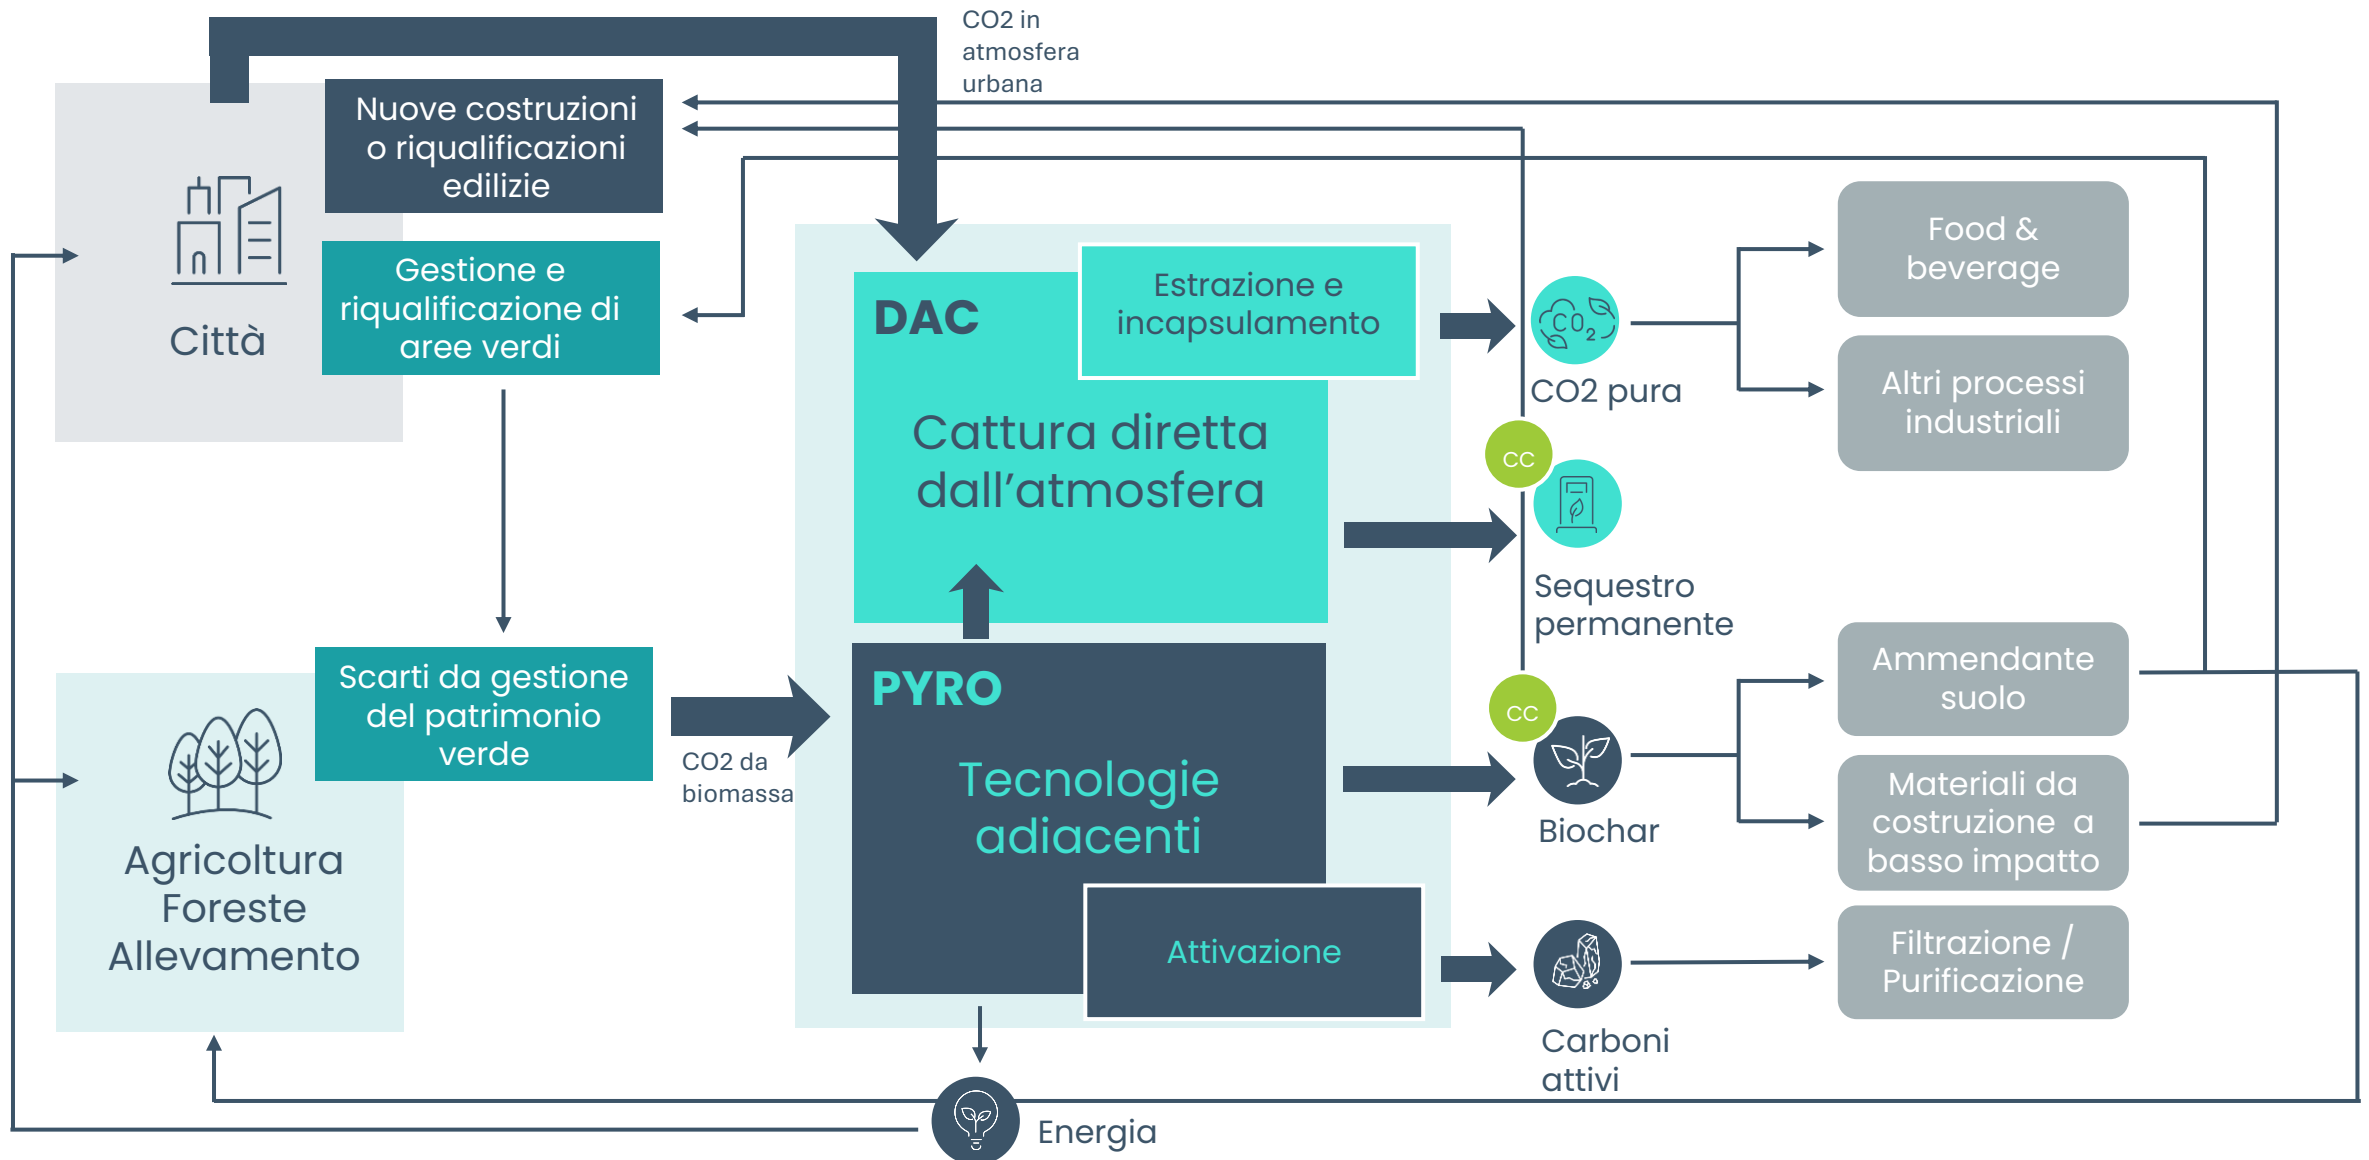 CO2 in
atmosfera
urbana
Nuove costruzioni
o riqualificazioni
edilizie
Gestione e
riqualificazione di
aree verdi
Città
DAC
Estrazione e
incapsulamento
Cattura diretta
dall’atmosfera
CO2
CO2 pura
Food &
beverage
Altri processi
industriali
CC
Sequestro
permanente
Scarti da gestione
del patrimonio
verde
CO2 da
biomassa
Agricoltura
Foreste
Allevamento
PYRO
Tecnologie
adiacenti
Attivazione
CC
Biochar
Ammendante
suolo
Materiali da
costruzione a
basso impatto
Carboni
attivi
Filtrazione /
Purificazione
Energia